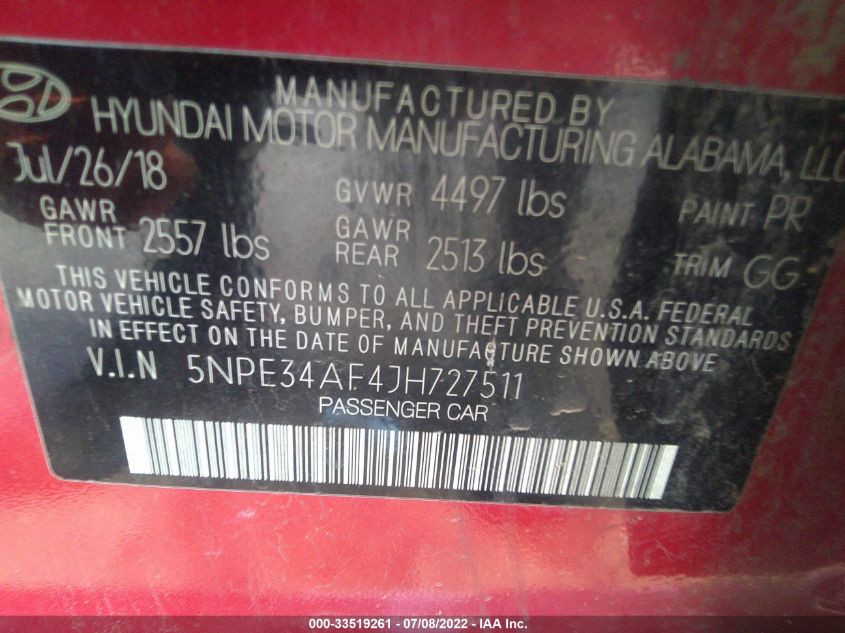 MANUFACTURED BY
HYUNDAI MOTOR MANUFACTURING ALABAMA, LLC
Jul/26/18 GVWR 4497 lbs PAINT PR
GAWR FRONT 2557 lbs GAWR REAR 2513 lbs TRIM GG
THIS VEHICLE CONFORMS TO ALL APPLICABLE U.S.A. FEDERAL
MOTOR VEHICLE SAFETY, BUMPER, AND THEFT PREVENTION STANDARDS
IN EFFECT ON THE DATE OF MANUFACTURE SHOWN ABOVE.
V.I.N 5NPE34AF4JH727511
PASSENGER CAR
000-33519261 - 07/08/2022 - IAA Inc.